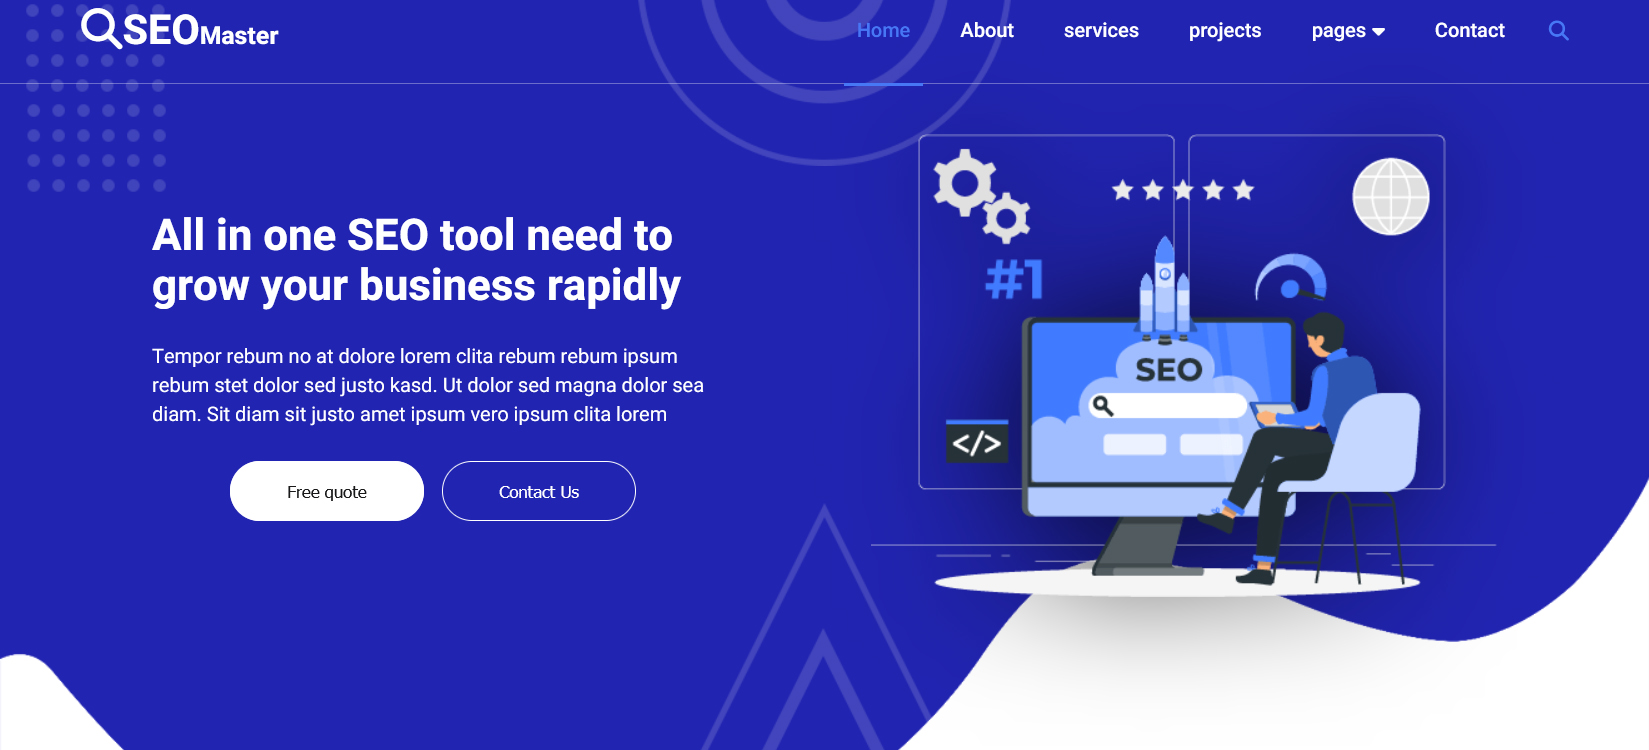 SEO Master
Home About services projects pages Contact
All in one SEO tool need to
grow your business rapidly
Tempor rebum no at dolore lorem clita rebum rebum ipsum
rebum stet dolor sed justo kasd. Ut dolor sed magna dolor sea
diam. Sit diam sit justo amet ipsum vero ipsum clita lorem
Free quote
Contact Us
#1
SEO
</>